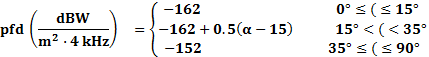 pfd ( dBW / m² · 4 kHz ) = { −162 0° ≤ ( ≤ 15°
−162 + 0.5(α − 15) 15° < ( < 35°
−152 35° ≤ ( ≤ 90°